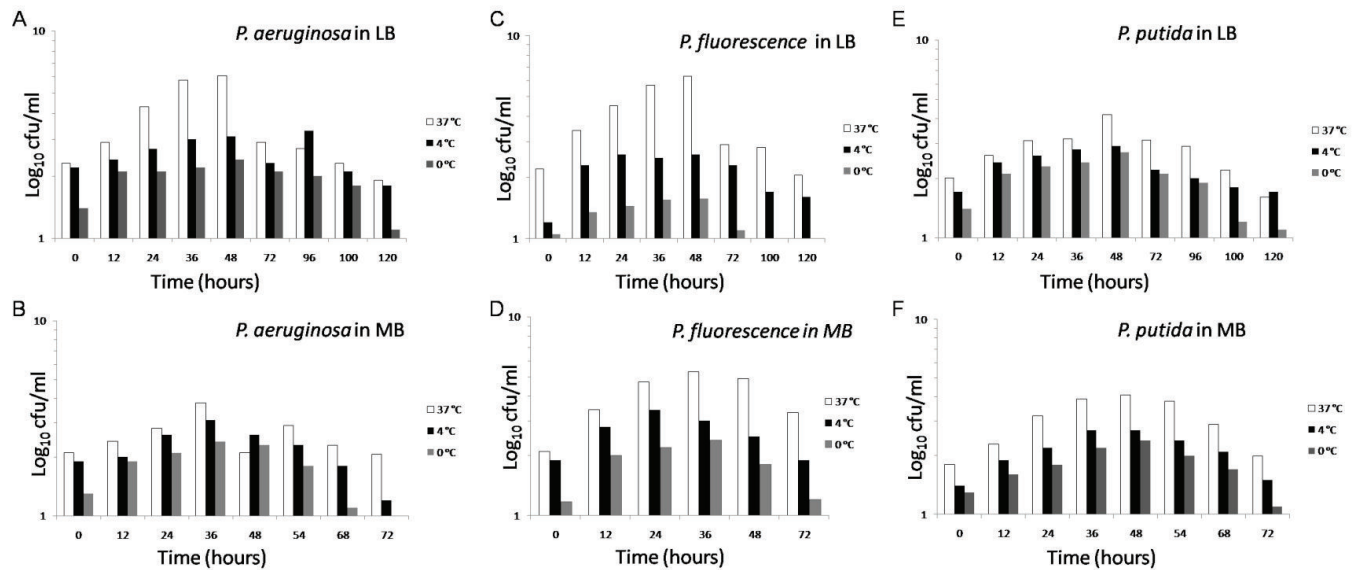 A
P. aeruginosa in LB
10
Log10 cfu/ml
1
37°C
4°C
0°C
0 12 24 36 48 72 96 100 120
Time (hours)
B
P. aeruginosa in MB
10
Log10 cfu/ml
1
37°C
4°C
0°C
0 12 24 36 48 54 68 72
Time (hours)
C
P. fluorescence in LB
10
Log10 cfu/ml
1
37°C
4°C
0°C
0 12 24 36 48 72 100 120
Time (hours)
D
P. fluorescence in MB
10
Log10 cfu/ml
1
37°C
4°C
0°C
0 12 24 36 48 72
Time (hours)
E
P. putida in LB
10
Log10 cfu/ml
1
37°C
4°C
0°C
0 12 24 36 48 72 96 100 120
Time (hours)
F
P. putida in MB
10
Log10 cfu/ml
1
37°C
4°C
0°C
0 12 24 36 48 54 68 72
Time (hours)